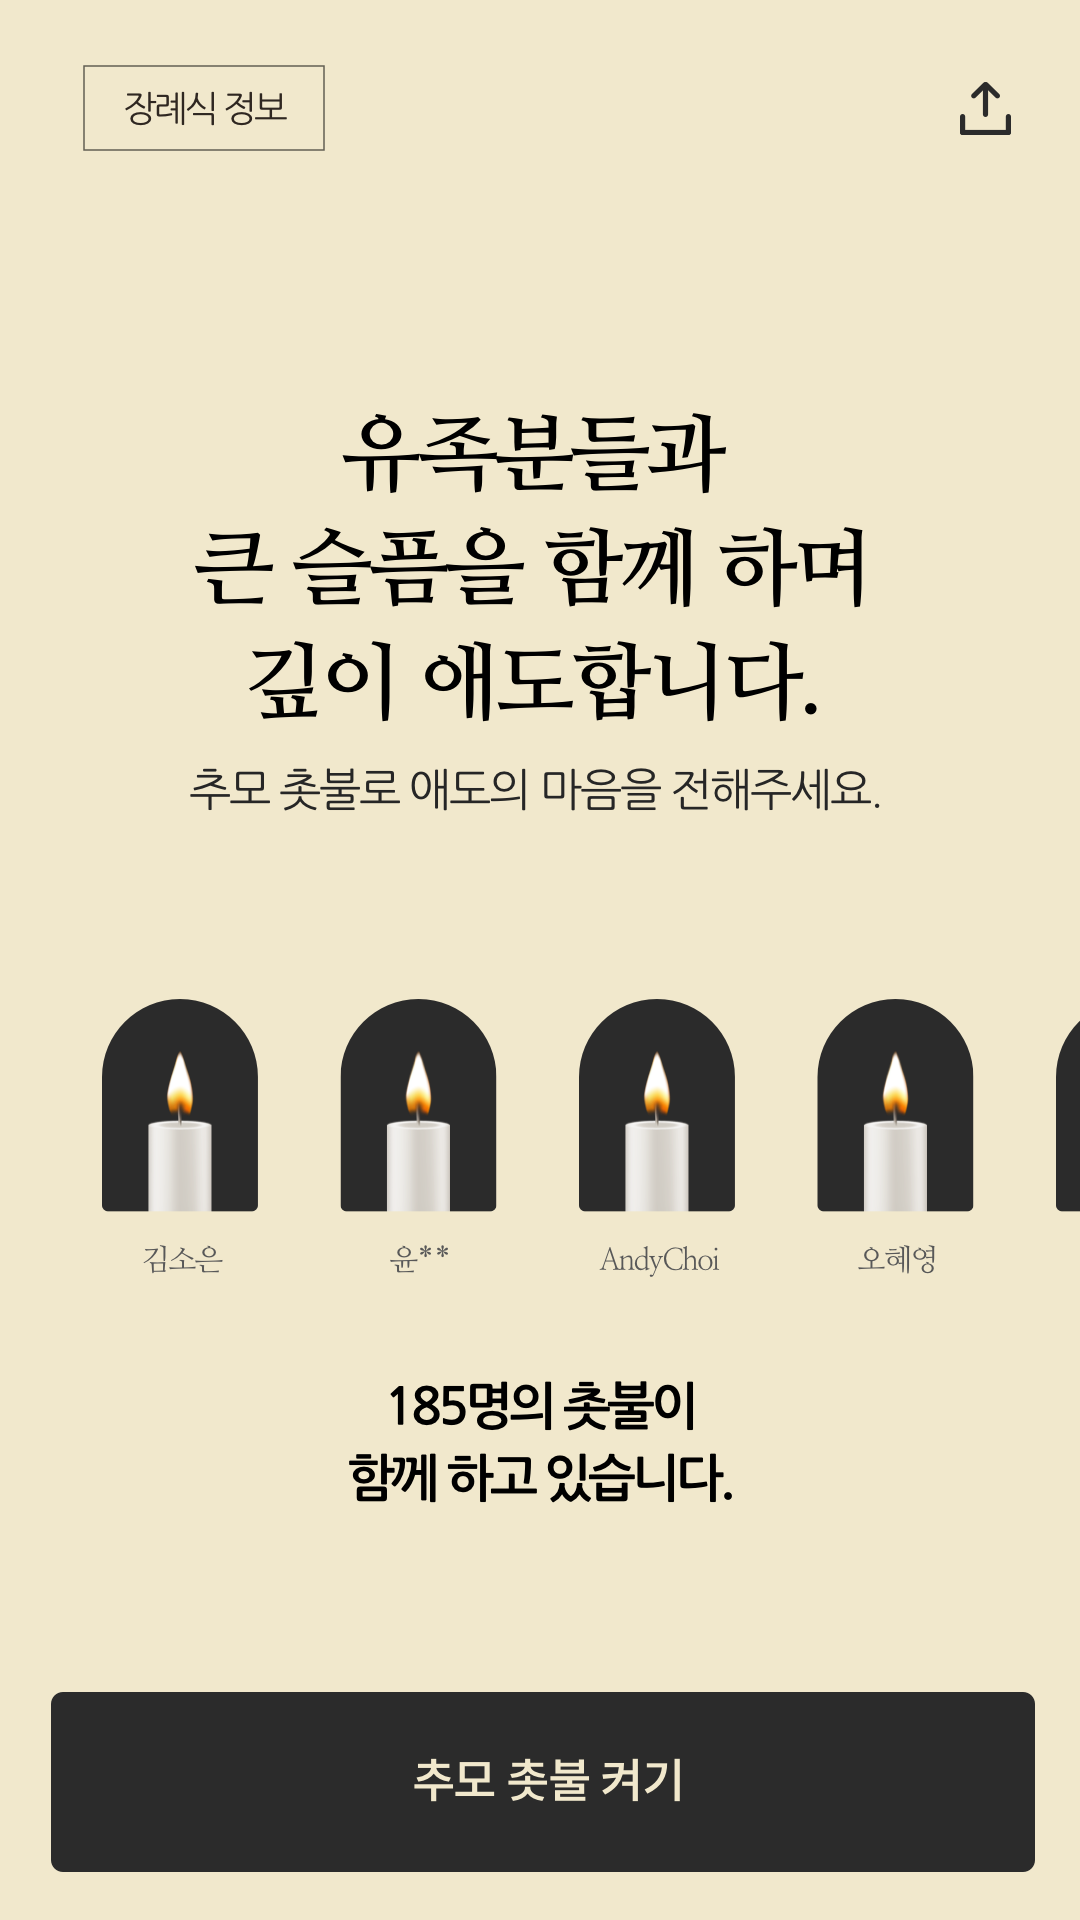 장례식 정보
유족분들과
큰 슬픔을 함께 하며
깊이 애도합니다.
추모 촛불로 애도의 마음을 전해주세요.
김소은
윤**
AndyChoi
오혜영
185명의 촛불이
함께 하고 있습니다.
추모 촛불 켜기